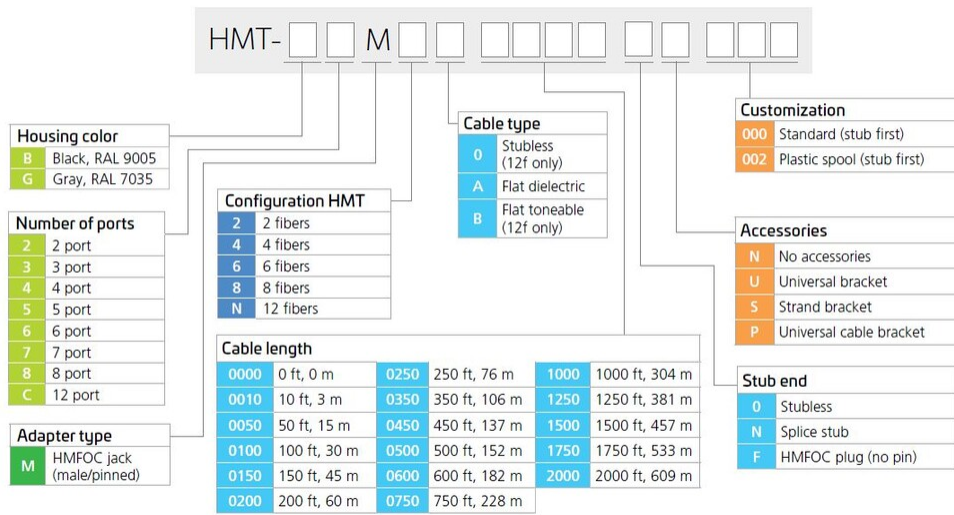 HMT- M
Housing color
B Black, RAL 9005
G Gray, RAL 7035
Number of ports
2 2 port
3 3 port
4 4 port
5 5 port
6 6 port
7 7 port
8 8 port
C 12 port
Adapter type
M HMFOC jack
(male/pinned)
Configuration HMT
2 2 fibers
4 4 fibers
6 6 fibers
8 8 fibers
N 12 fibers
Cable type
0 Stubless
(12f only)
A Flat dielectric
B Flat toneable
(12f only)
Cable length
0000 0 ft, 0 m 0250 250 ft, 76 m 1000 1000 ft, 304 m
0010 10 ft, 3 m 0350 350 ft, 106 m 1250 1250 ft, 381 m
0050 50 ft, 15 m 0450 450 ft, 137 m 1500 1500 ft, 457 m
0100 100 ft, 30 m 0500 500 ft, 152 m 1750 1750 ft, 533 m
0150 150 ft, 45 m 0600 600 ft, 182 m 2000 2000 ft, 609 m
0200 200 ft, 60 m 0750 750 ft, 228 m
Customization
000 Standard (stub first)
002 Plastic spool (stub first)
Accessories
N No accessories
U Universal bracket
S Strand bracket
P Universal cable bracket
Stub end
0 Stubless
N Splice stub
F HMFOC plug (no pin)